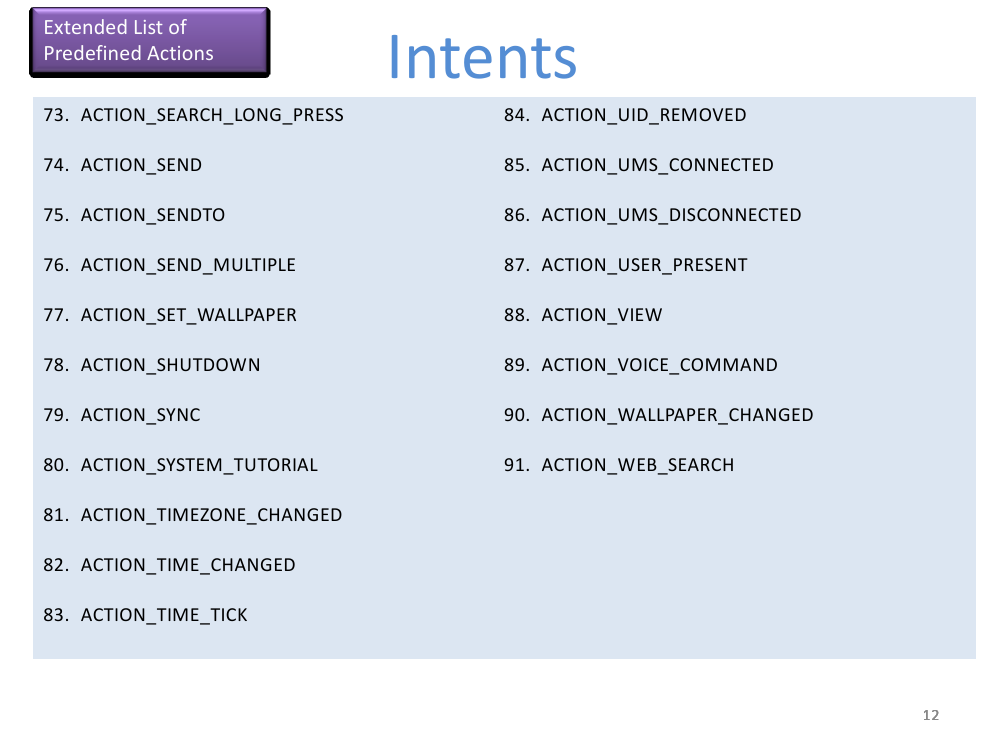 Extended List of
Predefined Actions
Intents
73. ACTION_SEARCH_LONG_PRESS
74. ACTION_SEND
75. ACTION_SENDTO
76. ACTION_SEND_MULTIPLE
77. ACTION_SET_WALLPAPER
78. ACTION_SHUTDOWN
79. ACTION_SYNC
80. ACTION_SYSTEM_TUTORIAL
81. ACTION_TIMEZONE_CHANGED
82. ACTION_TIME_CHANGED
83. ACTION_TIME_TICK
84. ACTION_UID_REMOVED
85. ACTION_UMS_CONNECTED
86. ACTION_UMS_DISCONNECTED
87. ACTION_USER_PRESENT
88. ACTION_VIEW
89. ACTION_VOICE_COMMAND
90. ACTION_WALLPAPER_CHANGED
91. ACTION_WEB_SEARCH
12